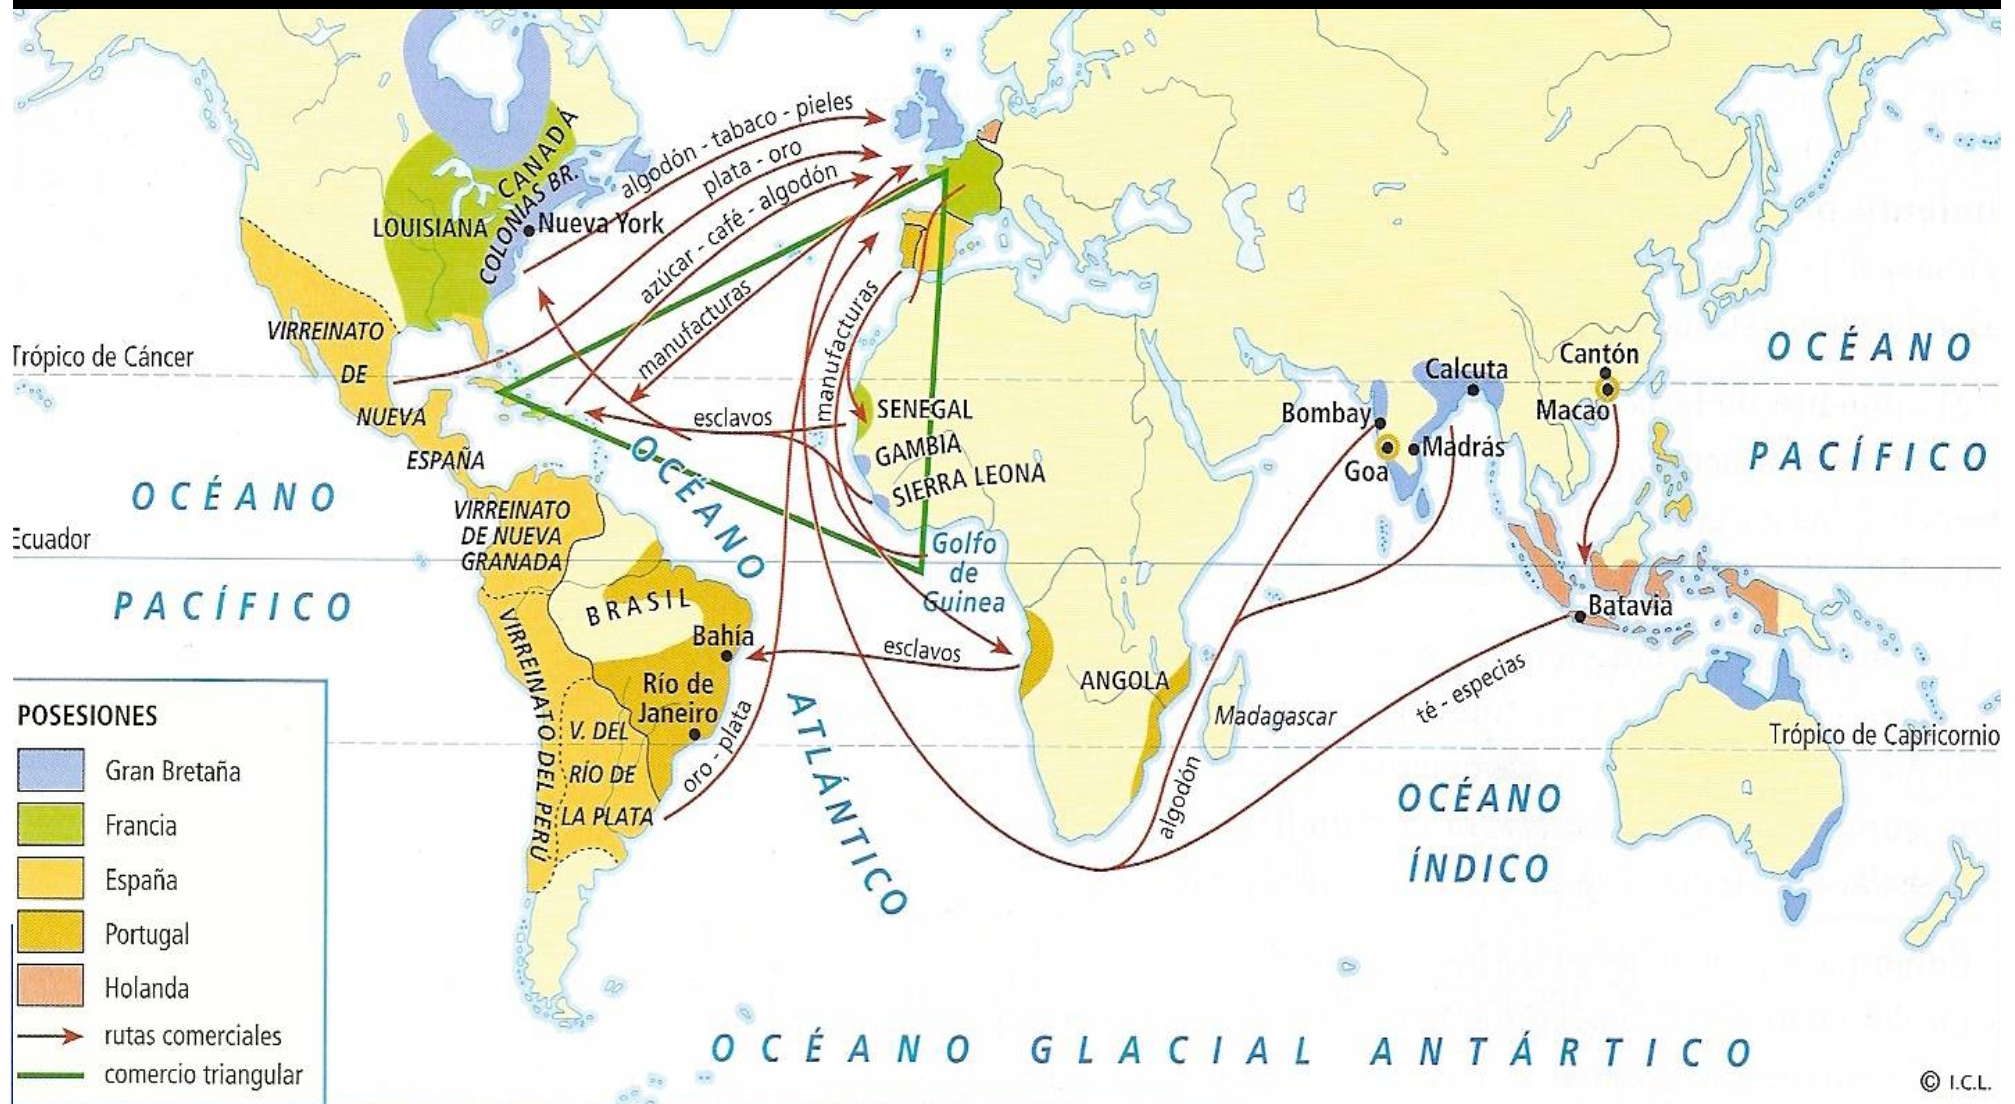 algodón - tabaco - pieles
plata - oro
azúcar - café - algodón
manufacturas
manufacturas
CANADÁ
COLONIAS BR.
LOUISIANA
Nueva York
VIRREINATO
DE
NUEVA
ESPAÑA
Trópico de Cáncer
esclavos
SENEGAL
GAMBIA
SIERRA LEONA
Golfo
de
Guinea
Bombay
Goa
Calcuta
Madrás
Cantón
Macao
OCÉANO
PACÍFICO
OCÉANO
PACÍFICO
Ecuador
VIRREINATO
DE NUEVA
GRANADA
VIRREINATO DEL PERÚ
BRASIL
Bahía
Río de
Janeiro
V. DEL
RÍO DE
LA PLATA
oro - plata
esclavos
OCÉANO
ATLÁNTICO
ANGOLA
Madagascar
algodón
té - especias
Batavia
Trópico de Capricornio
OCÉANO
ÍNDICO
OCÉANO GLACIAL ANTÁRTICO
POSESIONES
Gran Bretaña
Francia
España
Portugal
Holanda
rutas comerciales
comercio triangular
© I.C.L.